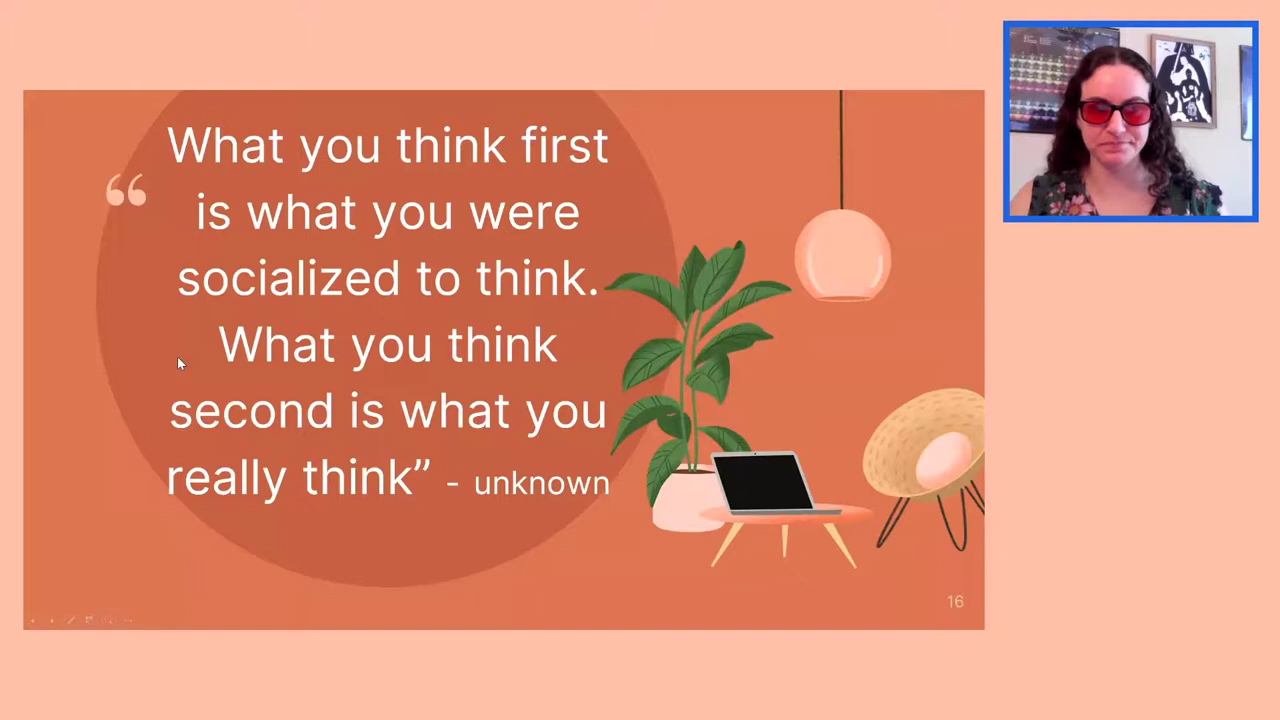 “
What you think first
is what you were
socialized to think.
What you think
second is what you
really think” - unknown
16